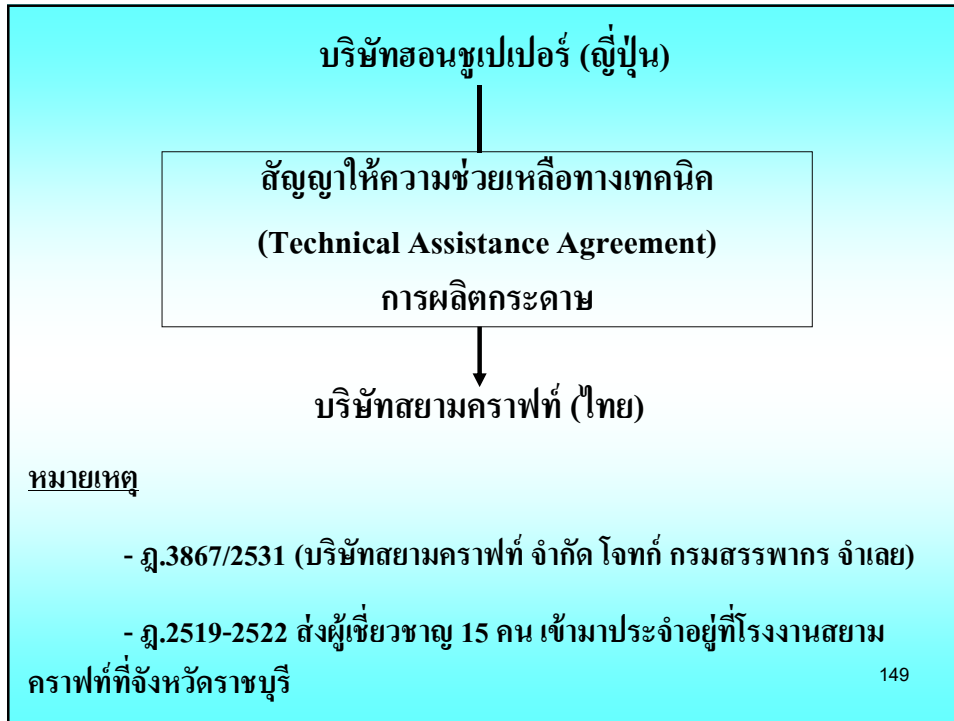 บริษัทฮอนชูเปเปอร์ (ญี่ปุ่น)
สัญญาให้ความช่วยเหลือทางเทคนิค
(Technical Assistance Agreement)
การผลิตกระดาษ
บริษัทสยามคราฟท์ (ไทย)
หมายเหตุ
- ฎ.3867/2531 (บริษัทสยามคราฟท์ จำกัด โจทก์ กรมสรรพากร จำเลย)
- ฎ.2519-2522 ส่งผู้เชี่ยวชาญ 15 คน เข้ามาประจำอยู่ที่โรงงานสยาม
คราฟท์ที่จังหวัดราชบุรี
149